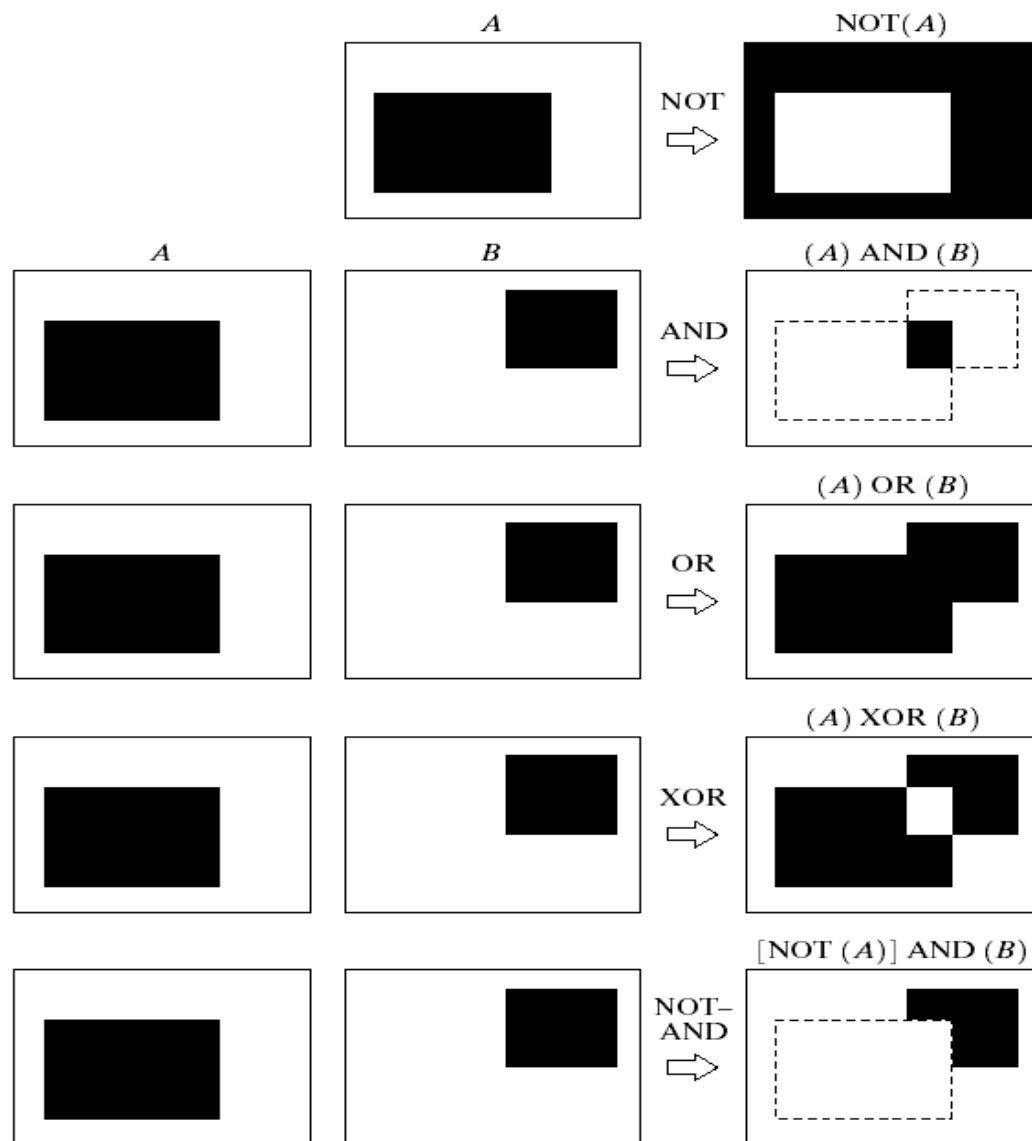 A
NOT(A)
NOT
A
B
(A) AND (B)
AND
(A) OR (B)
OR
(A) XOR (B)
XOR
[NOT (A)] AND (B)
NOT–
AND